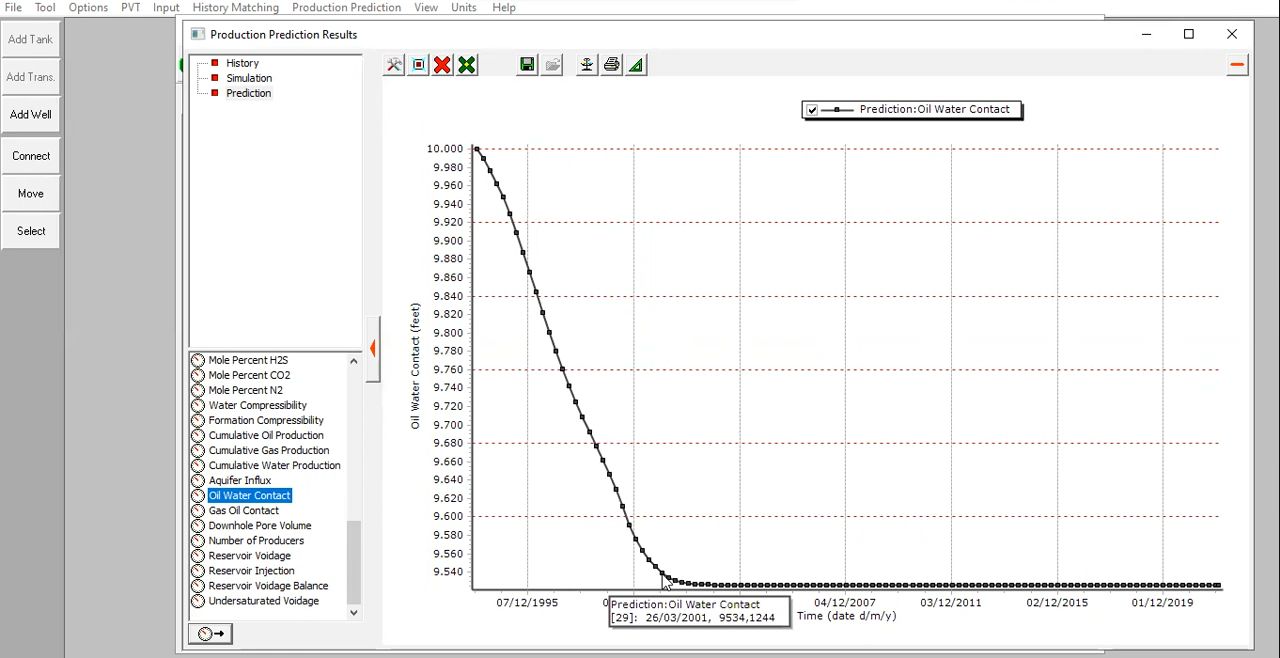 File Tool Options PVT Input History Matching Production Prediction View Units Help
Add Tank
Add Trans.
Add Well
Connect
Move
Select
Production Prediction Results
History
Simulation
Prediction
Mole Percent H2S
Mole Percent CO2
Mole Percent N2
Water Compressibility
Formation Compressibility
Cumulative Oil Production
Cumulative Gas Production
Cumulative Water Production
Aquifer Influx
Oil Water Contact
Gas Oil Contact
Downhole Pore Volume
Number of Producers
Reservoir Voidage
Reservoir Injection
Reservoir Voidage Balance
Undersaturated Voidage
Prediction:Oil Water Contact
Oil Water Contact (feet)
10.000
9.980
9.960
9.940
9.920
9.900
9.880
9.860
9.840
9.820
9.800
9.780
9.760
9.740
9.720
9.700
9.680
9.660
9.640
9.620
9.600
9.580
9.560
9.540
07/12/1995 04/12/2007 03/12/2011 02/12/2015 01/12/2019
Time (date d/m/y)
Prediction:Oil Water Contact
[29]: 26/03/2001, 9534,1244